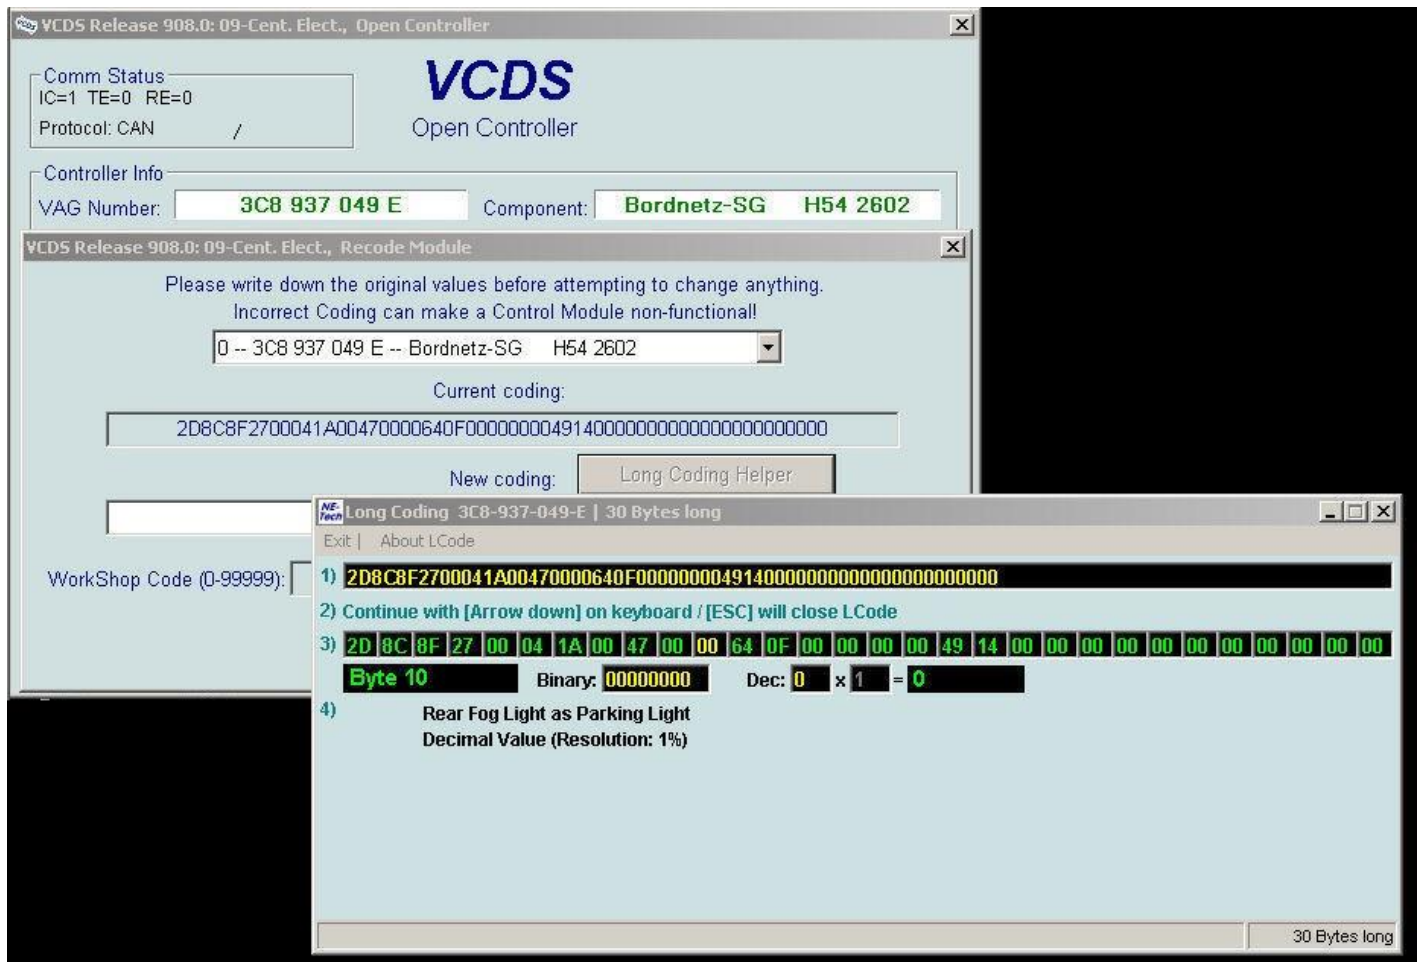 VCDS Release 908.0: 09-Cent. Elect., Open Controller
Comm Status
IC=1 TE=0 RE=0
Protocol: CAN /
VCDS
Open Controller
Controller Info
VAG Number: 3C8 937 049 E Component: Bordnetz-SG H54 2602
VCDS Release 908.0: 09-Cent. Elect., Recode Module
Please write down the original values before attempting to change anything.
Incorrect Coding can make a Control Module non-functional!
0 -- 3C8 937 049 E -- Bordnetz-SG H54 2602
Current coding:
2D8C8F2700041A00470000640F000000004914000000000000000000000000
New coding: Long Coding Helper
WorkShop Code (0-99999):
NE-Tech Long Coding 3C8-937-049-E | 30 Bytes long
Exit | About LCode
1) 2D8C8F2700041A00470000640F000000004914000000000000000000000000
2) Continue with [Arrow down] on keyboard / [ESC] will close LCode
3) 2D 8C 8F 27 00 04 1A 00 47 00 00 64 0F 00 00 00 00 49 14 00 00 00 00 00 00 00 00 00 00 00
Byte 10 Binary: 00000000 Dec: 0 x 1 = 0
4) Rear Fog Light as Parking Light
Decimal Value (Resolution: 1%)
30 Bytes long